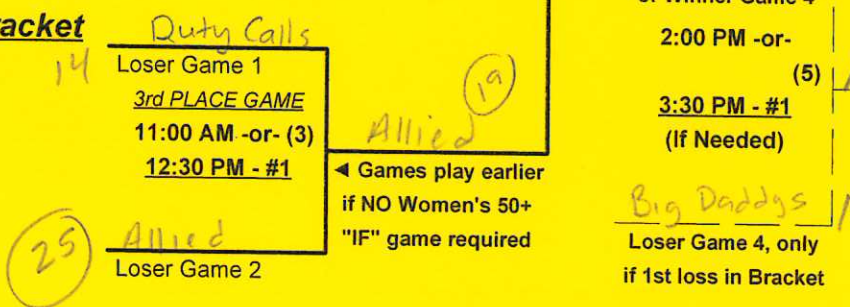 acket
Duty Calls
14
Loser Game 1
3rd PLACE GAME
11:00 AM -or- (3)
12:30 PM - #1
25
Allied
Loser Game 2
19
Allied
◄ Games play earlier
if NO Women's 50+
"IF" game required
or Winner Game 4
2:00 PM -or-
(5)
3:30 PM - #1
(If Needed)
Big Daddys
Loser Game 4, only
if 1st loss in Bracket